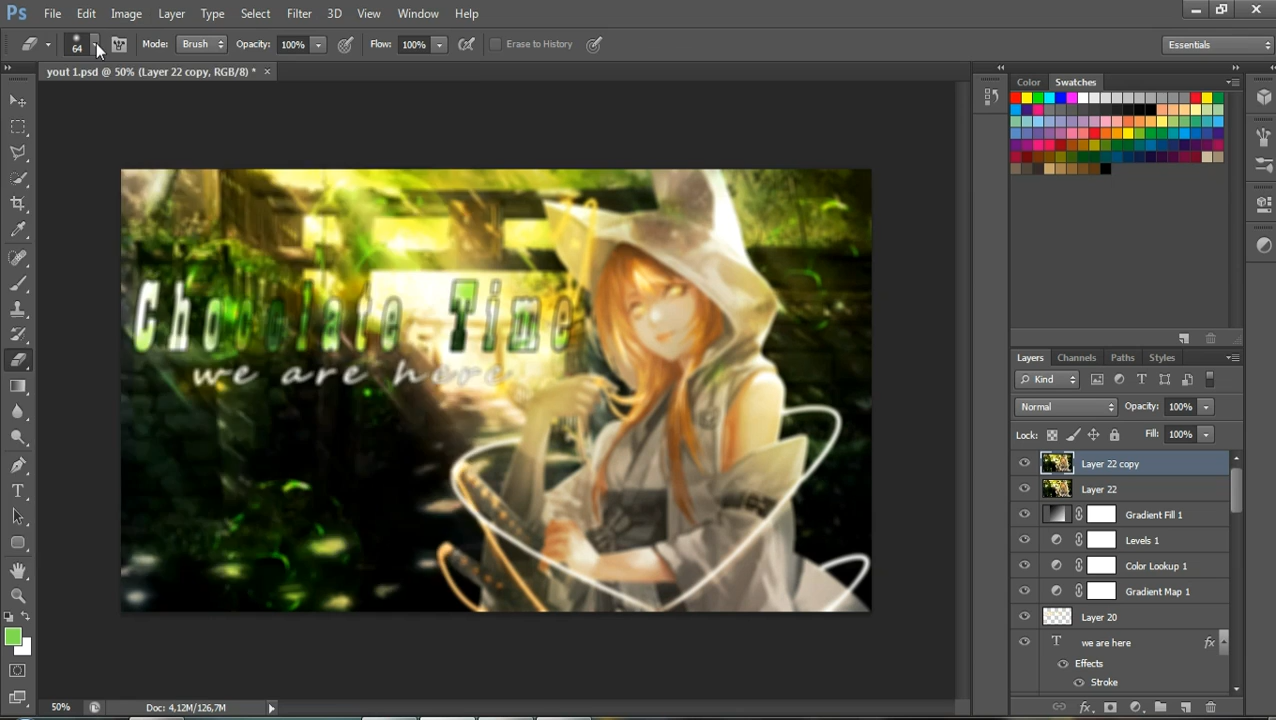 Ps File Edit Image Layer Type Select Filter 3D View Window Help
64 Mode: Brush Opacity: 100% Flow: 100% Erase to History Essentials
yout 1.psd @ 50% (Layer 22 copy, RGB/8) * ×
Color Swatches
Chocolate Time
we are here
Layers Channels Paths Styles
Kind
Normal Opacity: 100%
Lock: Fill: 100%
Layer 22 copy
Layer 22
Gradient Fill 1
Levels 1
Color Lookup 1
Gradient Map 1
Layer 20
T we are here fx
Effects
Stroke
50% Doc: 4,12M/126,7M